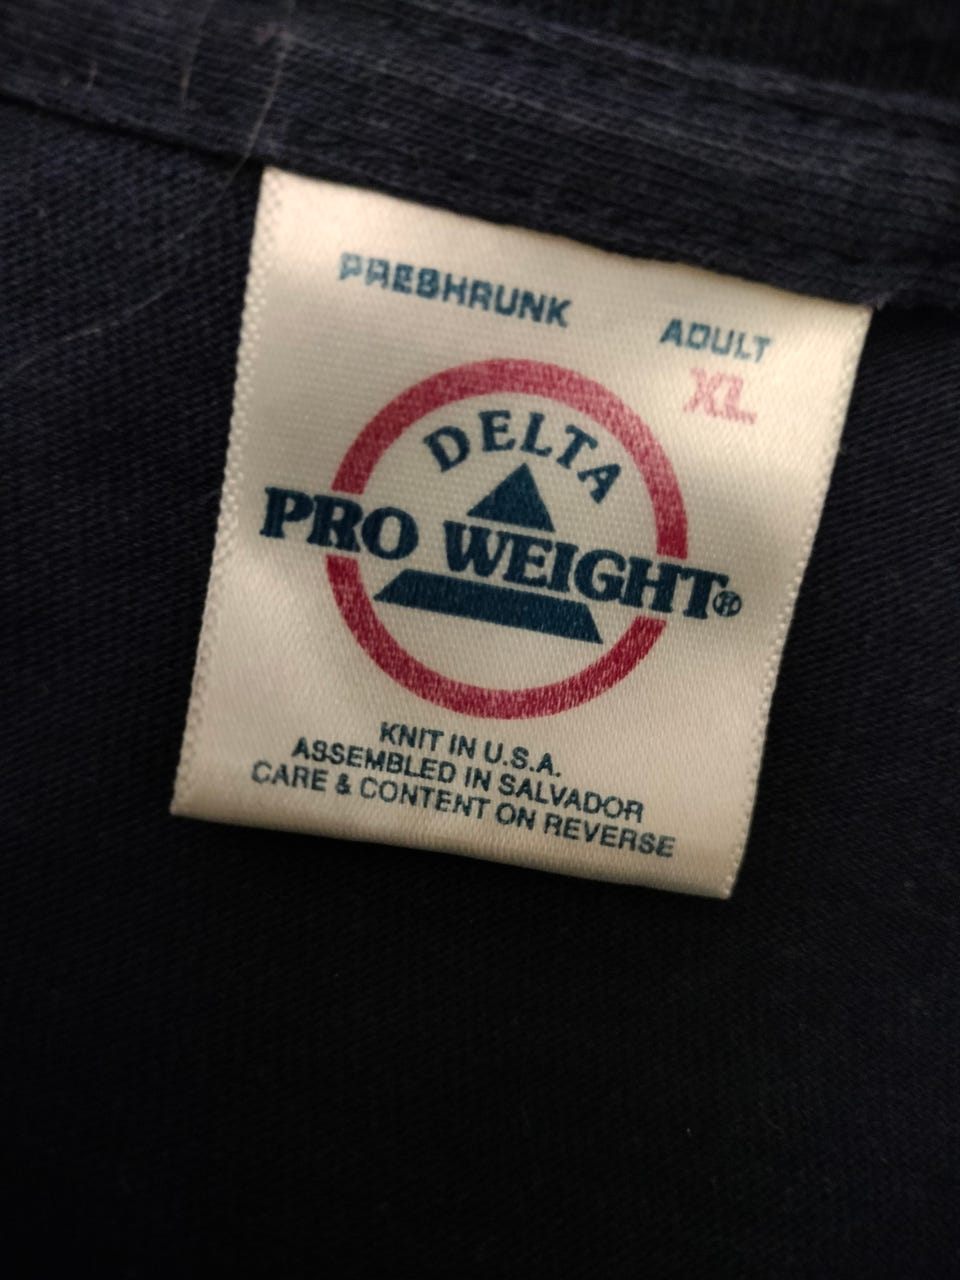 PRESHRUNK
ADULT
XL
DELTA
PRO WEIGHT®
KNIT IN U.S.A.
ASSEMBLED IN SALVADOR
CARE & CONTENT ON REVERSE